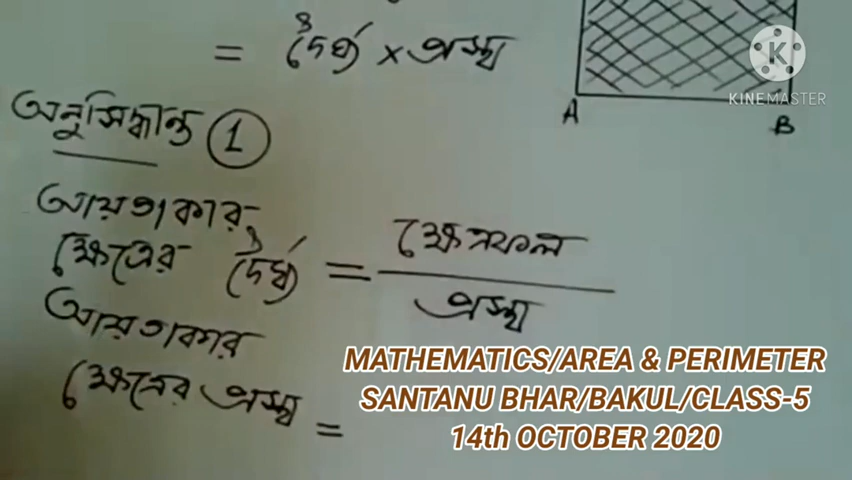 = দৈর্ঘ্য × প্রস্থ
KINEMASTER
A
B
অনুসিদ্ধান্ত 1
আয়তাকার
ক্ষেত্রের দৈর্ঘ্য = ক্ষেত্রফল
প্রস্থ
আয়তাকার
ক্ষেত্রের প্রস্থ =
MATHEMATICS/AREA & PERIMETER
SANTANU BHAR/BAKUL/CLASS-5
14th OCTOBER 2020